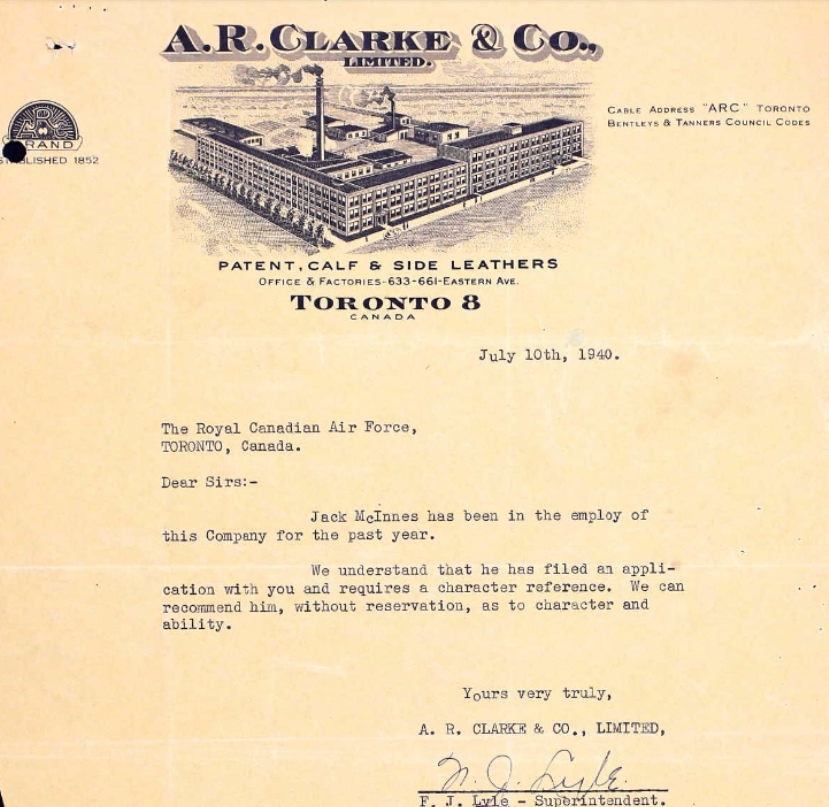 A.R. CLARKE & CO.,
LIMITED.
CABLE ADDRESS "ARC" TORONTO
BENTLEYS & TANNERS COUNCIL CODES
ARC
BRAND
ESTABLISHED 1852
PATENT, CALF & SIDE LEATHERS
OFFICE & FACTORIES-633-661-EASTERN AVE.
TORONTO 8
CANADA
July 10th, 1940.
The Royal Canadian Air Force,
TORONTO, Canada.
Dear Sirs:-
Jack McInnes has been in the employ of
this Company for the past year.
We understand that he has filed an appli-
cation with you and requires a character reference. We can
recommend him, without reservation, as to character and
ability.
Yours very truly,
A. R. CLARKE & CO., LIMITED,
F. J. Lyle - Superintendent.